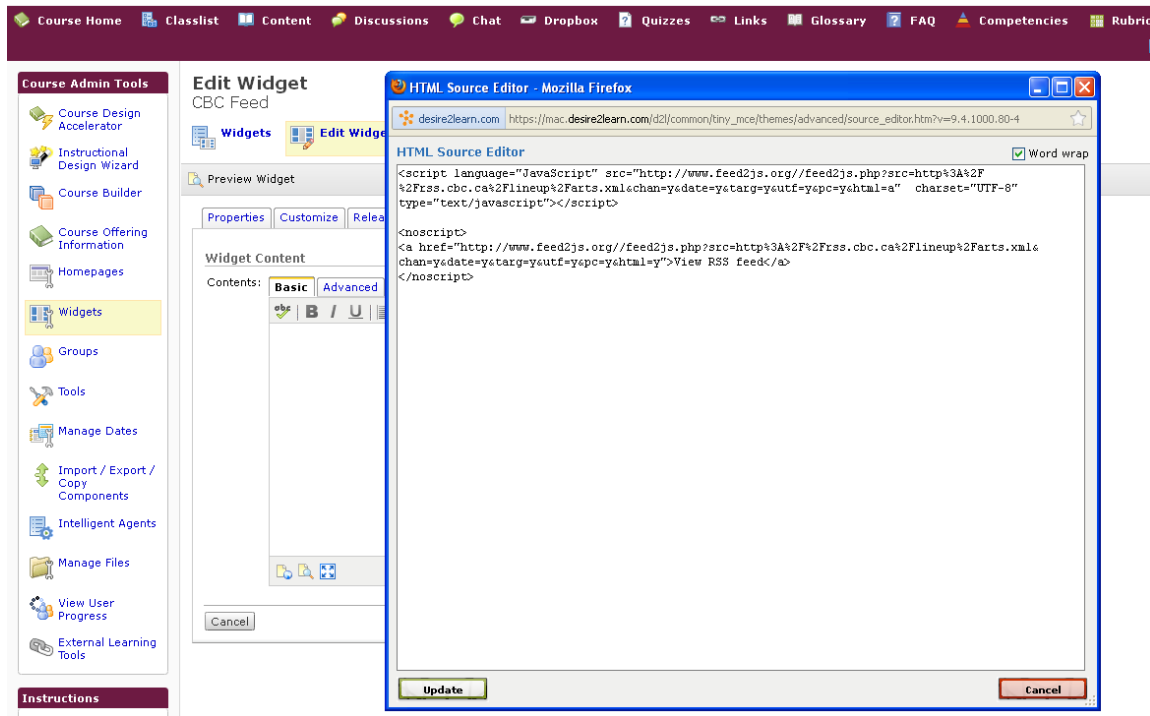 Course Home Classlist Content Discussions Chat Dropbox Quizzes Links Glossary FAQ Competencies Rubric
Course Admin Tools
Course Design
Accelerator
Instructional
Design Wizard
Course Builder
Course Offering
Information
Homepages
Widgets
Groups
Tools
Manage Dates
Import / Export /
Copy
Components
Intelligent Agents
Manage Files
View User
Progress
External Learning
Tools
Instructions
Edit Widget
CBC Feed
Widgets Edit Widge
Preview Widget
Properties Customize Relea
Widget Content
Contents: Basic Advanced
abc B I U
Cancel
HTML Source Editor - Mozilla Firefox
desire2learn.com https://mac.desire2learn.com/d2l/common/tiny_mce/themes/advanced/source_editor.htm?v=9.4.1000.80-4
HTML Source Editor Word wrap
<script language="JavaScript" src="http://www.feed2js.org//feed2js.php?src=http%3A%2F
%2Frss.cbc.ca%2Flineup%2Farts.xml&chan=y&date=y&targ=y&utf=y&pc=y&html=a" charset="UTF-8"
type="text/javascript"></script>
<noscript>
<a href="http://www.feed2js.org//feed2js.php?src=http%3A%2F%2Frss.cbc.ca%2Flineup%2Farts.xml&
chan=y&date=y&targ=y&utf=y&pc=y&html=y">View RSS feed</a>
</noscript>
Update Cancel